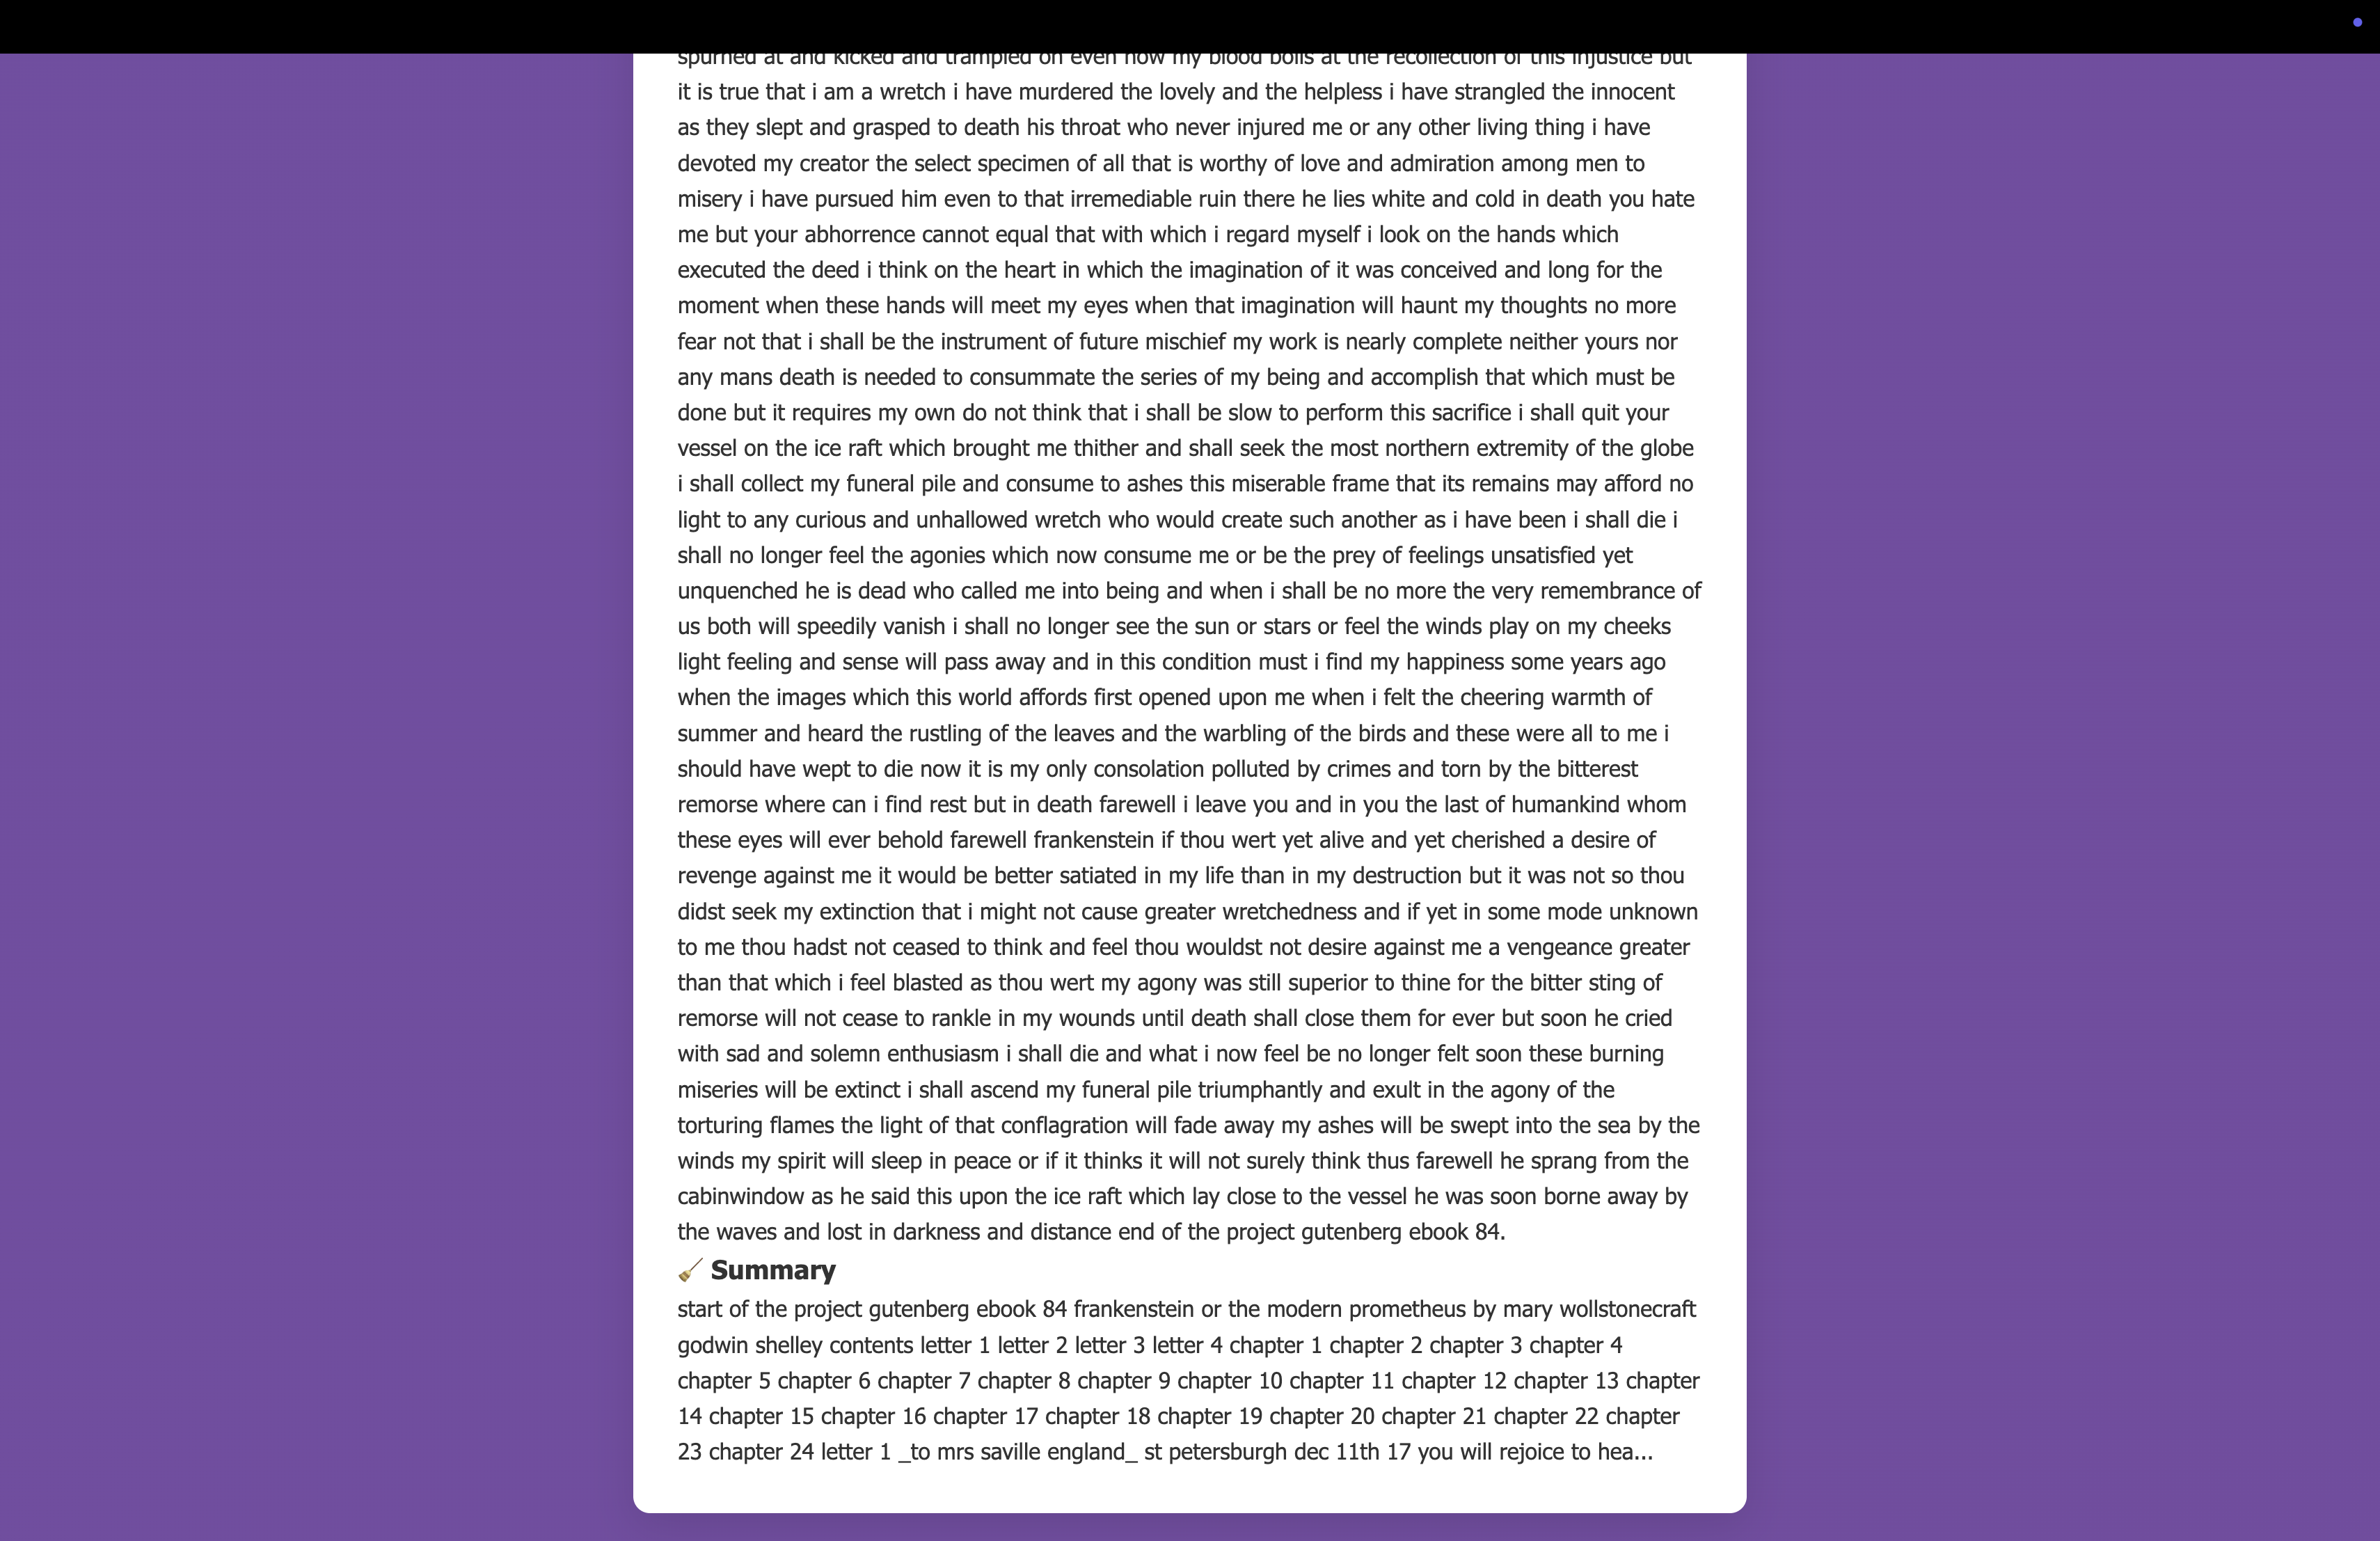 spurned at and kicked and trampled on even now my blood boils at the recollection of this injustice but
it is true that i am a wretch i have murdered the lovely and the helpless i have strangled the innocent
as they slept and grasped to death his throat who never injured me or any other living thing i have
devoted my creator the select specimen of all that is worthy of love and admiration among men to
misery i have pursued him even to that irremediable ruin there he lies white and cold in death you hate
me but your abhorrence cannot equal that with which i regard myself i look on the hands which
executed the deed i think on the heart in which the imagination of it was conceived and long for the
moment when these hands will meet my eyes when that imagination will haunt my thoughts no more
fear not that i shall be the instrument of future mischief my work is nearly complete neither yours nor
any mans death is needed to consummate the series of my being and accomplish that which must be
done but it requires my own do not think that i shall be slow to perform this sacrifice i shall quit your
vessel on the ice raft which brought me thither and shall seek the most northern extremity of the globe
i shall collect my funeral pile and consume to ashes this miserable frame that its remains may afford no
light to any curious and unhallowed wretch who would create such another as i have been i shall die i
shall no longer feel the agonies which now consume me or be the prey of feelings unsatisfied yet
unquenched he is dead who called me into being and when i shall be no more the very remembrance of
us both will speedily vanish i shall no longer see the sun or stars or feel the winds play on my cheeks
light feeling and sense will pass away and in this condition must i find my happiness some years ago
when the images which this world affords first opened upon me when i felt the cheering warmth of
summer and heard the rustling of the leaves and the warbling of the birds and these were all to me i
should have wept to die now it is my only consolation polluted by crimes and torn by the bitterest
remorse where can i find rest but in death farewell i leave you and in you the last of humankind whom
these eyes will ever behold farewell frankenstein if thou wert yet alive and yet cherished a desire of
revenge against me it would be better satiated in my life than in my destruction but it was not so thou
didst seek my extinction that i might not cause greater wretchedness and if yet in some mode unknown
to me thou hadst not ceased to think and feel thou wouldst not desire against me a vengeance greater
than that which i feel blasted as thou wert my agony was still superior to thine for the bitter sting of
remorse will not cease to rankle in my wounds until death shall close them for ever but soon he cried
with sad and solemn enthusiasm i shall die and what i now feel be no longer felt soon these burning
miseries will be extinct i shall ascend my funeral pile triumphantly and exult in the agony of the
torturing flames the light of that conflagration will fade away my ashes will be swept into the sea by the
winds my spirit will sleep in peace or if it thinks it will not surely think thus farewell he sprang from the
cabinwindow as he said this upon the ice raft which lay close to the vessel he was soon borne away by
the waves and lost in darkness and distance end of the project gutenberg ebook 84.
🧹 Summary
start of the project gutenberg ebook 84 frankenstein or the modern prometheus by mary wollstonecraft
godwin shelley contents letter 1 letter 2 letter 3 letter 4 chapter 1 chapter 2 chapter 3 chapter 4
chapter 5 chapter 6 chapter 7 chapter 8 chapter 9 chapter 10 chapter 11 chapter 12 chapter 13 chapter
14 chapter 15 chapter 16 chapter 17 chapter 18 chapter 19 chapter 20 chapter 21 chapter 22 chapter
23 chapter 24 letter 1 _to mrs saville england_ st petersburgh dec 11th 17 you will rejoice to hea...